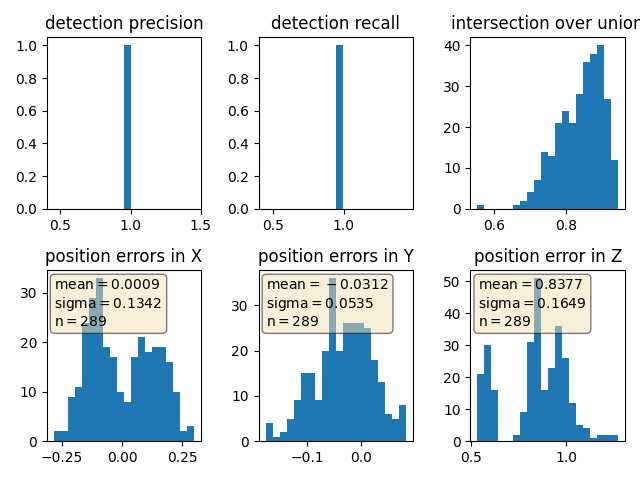 detection precision
1.0
0.8
0.6
0.4
0.2
0.0
0.5 1.0 1.5
detection recall
1.0
0.8
0.6
0.4
0.2
0.0
0.5 1.0
intersection over union
40
30
20
10
0
0.6 0.8
position errors in X
mean=0.0009
sigma=0.1342
n=289
30
20
10
0
−0.25 0.00 0.25
position errors in Y
mean=−0.0312
sigma=0.0535
n=289
30
20
10
0
−0.1 0.0
position error in Z
mean=0.8377
sigma=0.1649
n=289
50
40
30
20
10
0
0.5 1.0